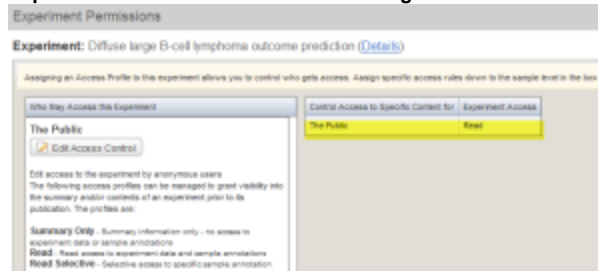 Experiment Permissions
Experiment: Diffuse large B-cell lymphoma outcome prediction (Details)
Assigning an Access Profile to this experiment allows you to control who gets access. Assign specific access rules down to the sample level in the box
Who May Access this Experiment
Control Access to Specific Content for Experiment Access
The Public
The Public Read
Edit Access Control
Edit access to the experiment by anonymous users
The following access profiles can be managed to grant visibility into
the summary and/or contents of an experiment prior to its
publication. The profiles are:
Summary Only - Summary information only - no access to
experiment data or sample annotations
Read - Read access to experiment data and sample annotations
Read Selective - Selective access to specific sample annotation